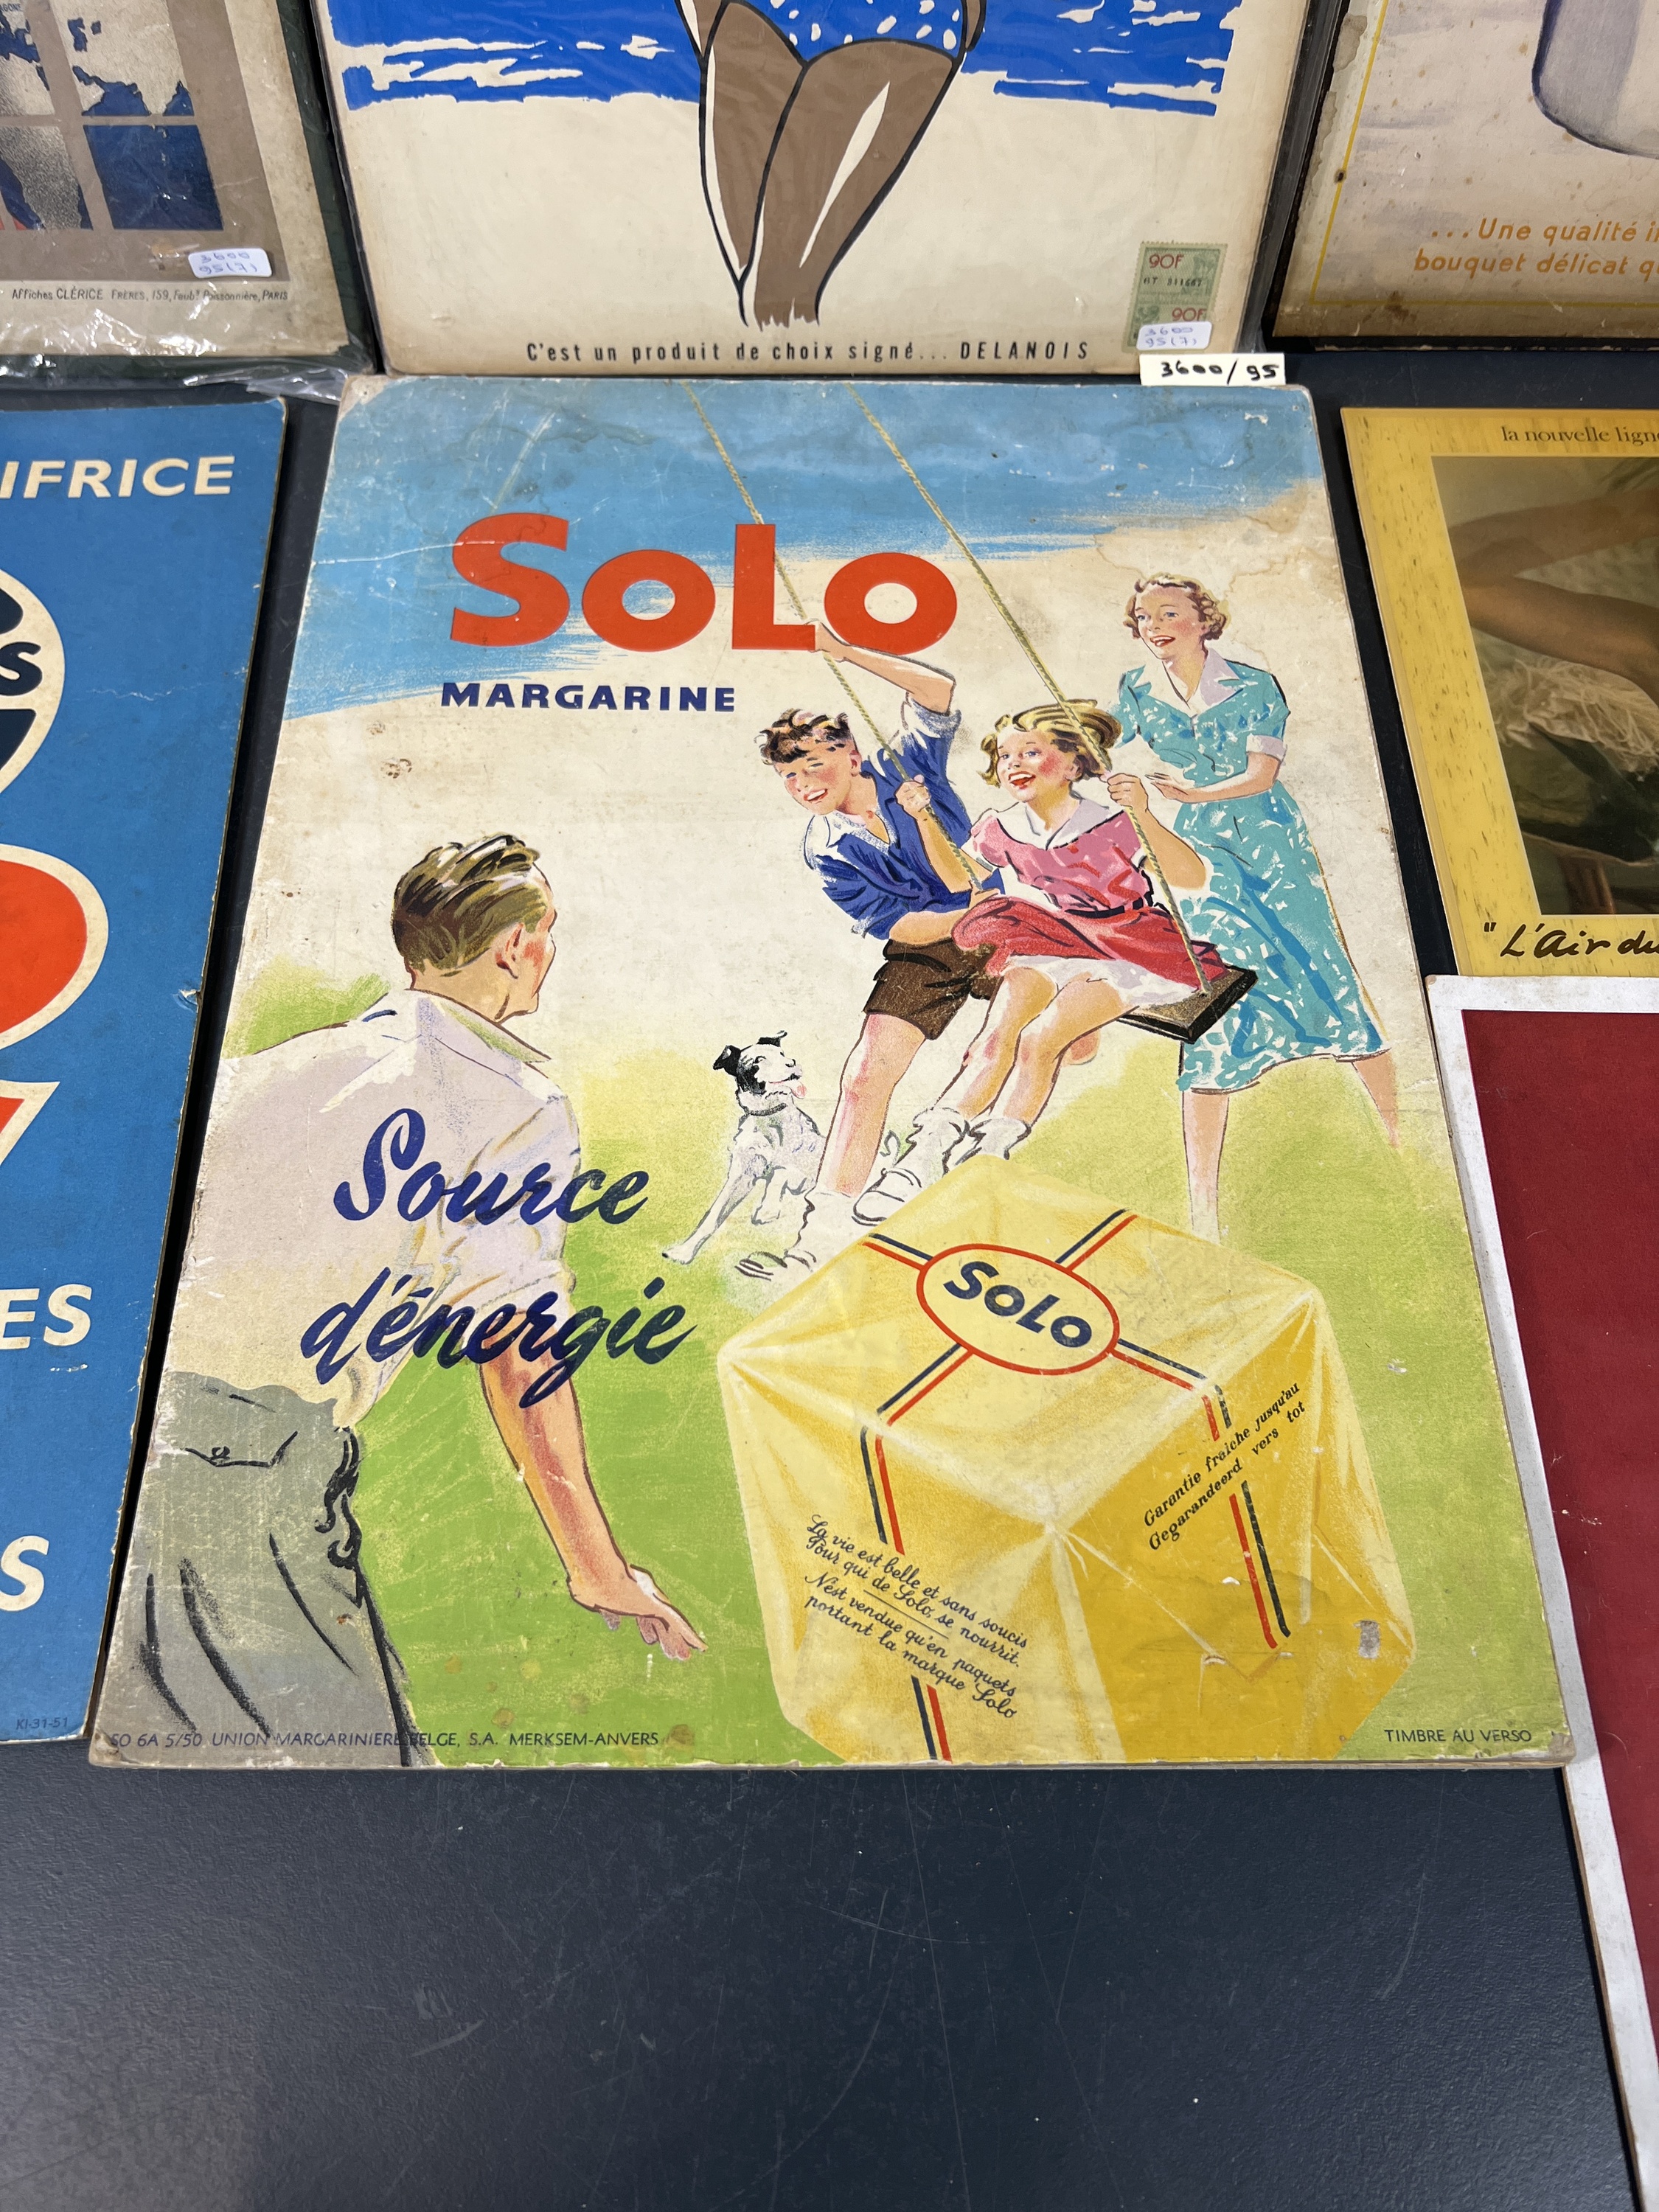 3600
95(7)
Affiches CLÉRICE FRÈRES, 159, Faubg Poissonnière, PARIS
90F
BT 311667
90F
3600
95(7)
C'est un produit de choix signé... DELANOIS
3600/95
...Une qualité
bouquet délicat
IFRICE
S
ES
S
KI-31-51
la nouvelle ligne
"L'Air du
SOLO
MARGARINE
Source
d'énergie
SOLO
Garantie fraîche jusqu'au
Gegarandeerd vers tot
La vie est belle et sans soucis
Pour qui de Solo, se nourrit.
N'est vendue qu'en paquets
portant la marque Solo
SO 6A 5/50 UNION MARGARINIERE BELGE, S.A. MERKSEM-ANVERS
TIMBRE AU VERSO